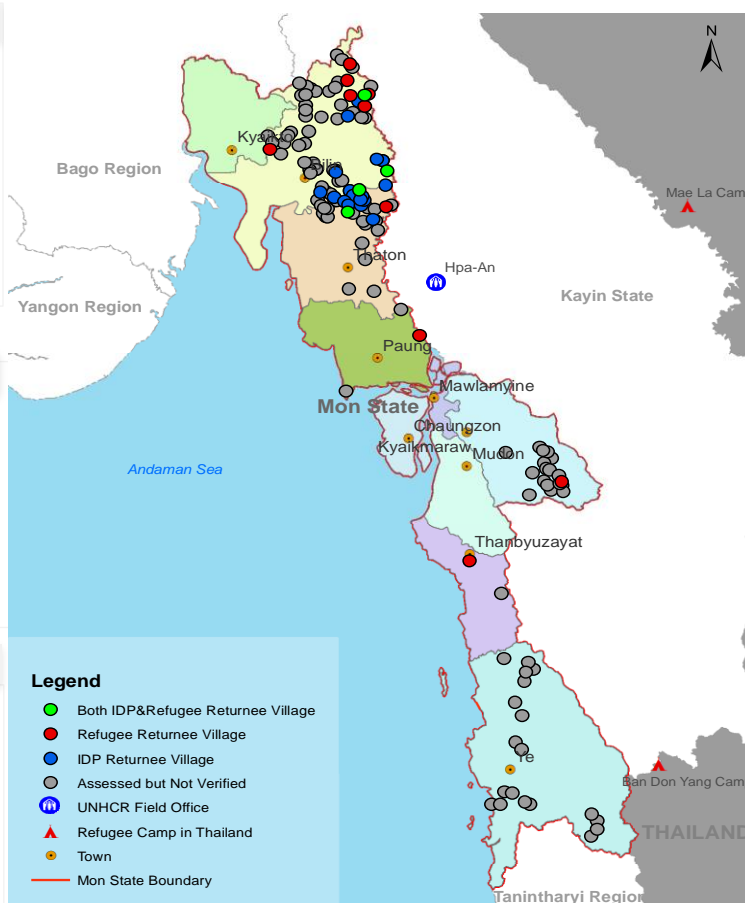 N
Kyaikto
Bago Region
Bilin
Mae La Cam
Thaton
Hpa-An
Kayin State
Yangon Region
Paung
Mawlamyine
Mon State
Chaungzon
Kyaikmaraw
Mudon
Andaman Sea
Thanbyuzayat
Ye
Ban Don Yang Cam
THAILAND
Tanintharyi Region
Legend
Both IDP&Refugee Returnee Village
Refugee Returnee Village
IDP Returnee Village
Assessed but Not Verified
UNHCR Field Office
Refugee Camp in Thailand
Town
Mon State Boundary